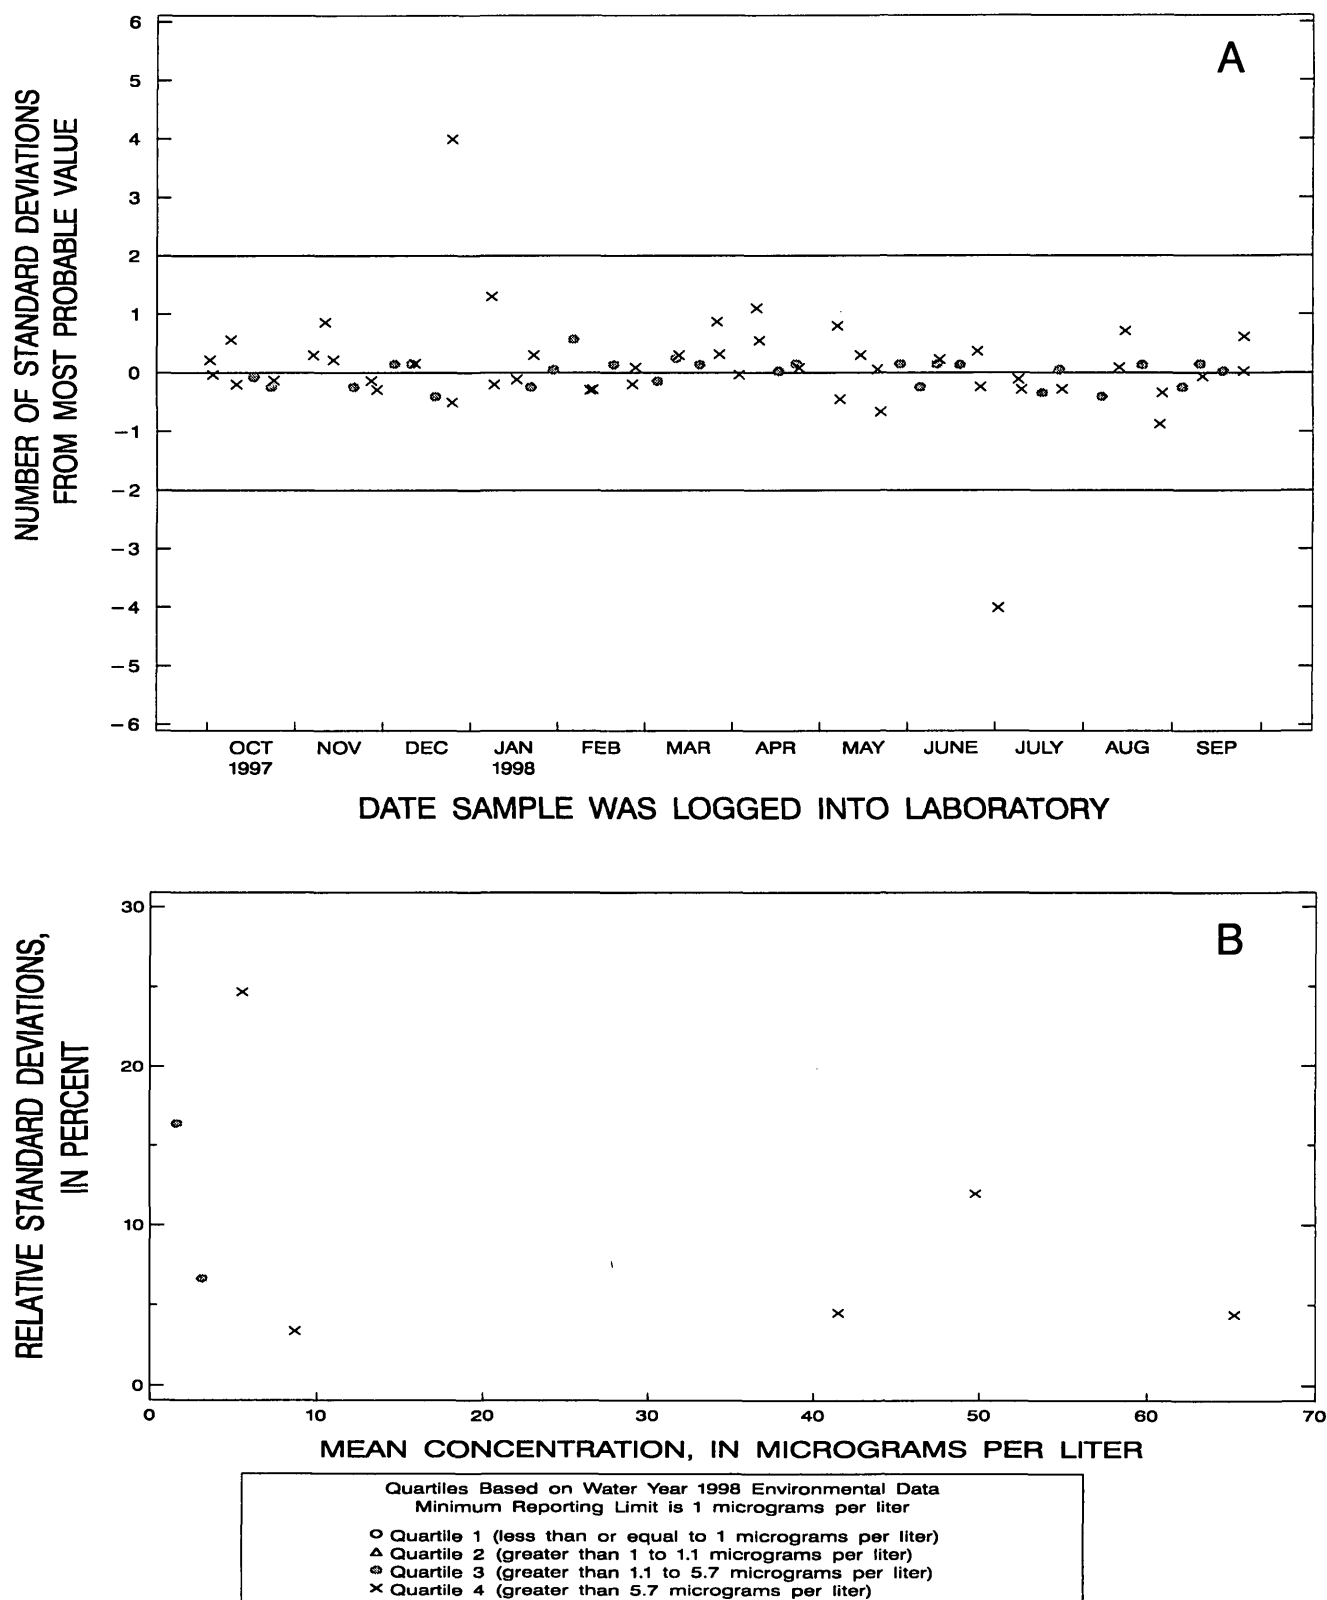 A
NUMBER OF STANDARD DEVIATIONS
FROM MOST PROBABLE VALUE
6
5
4
3
2
1
0
−1
−2
−3
−4
−5
−6
OCT NOV DEC JAN FEB MAR APR MAY JUNE JULY AUG SEP
1997 1998
DATE SAMPLE WAS LOGGED INTO LABORATORY
B
RELATIVE STANDARD DEVIATIONS,
IN PERCENT
30
20
10
0
0 10 20 30 40 50 60 70
MEAN CONCENTRATION, IN MICROGRAMS PER LITER
Quartiles Based on Water Year 1998 Environmental Data
Minimum Reporting Limit is 1 micrograms per liter
Quartile 1 (less than or equal to 1 micrograms per liter)
Quartile 2 (greater than 1 to 1.1 micrograms per liter)
Quartile 3 (greater than 1.1 to 5.7 micrograms per liter)
Quartile 4 (greater than 5.7 micrograms per liter)